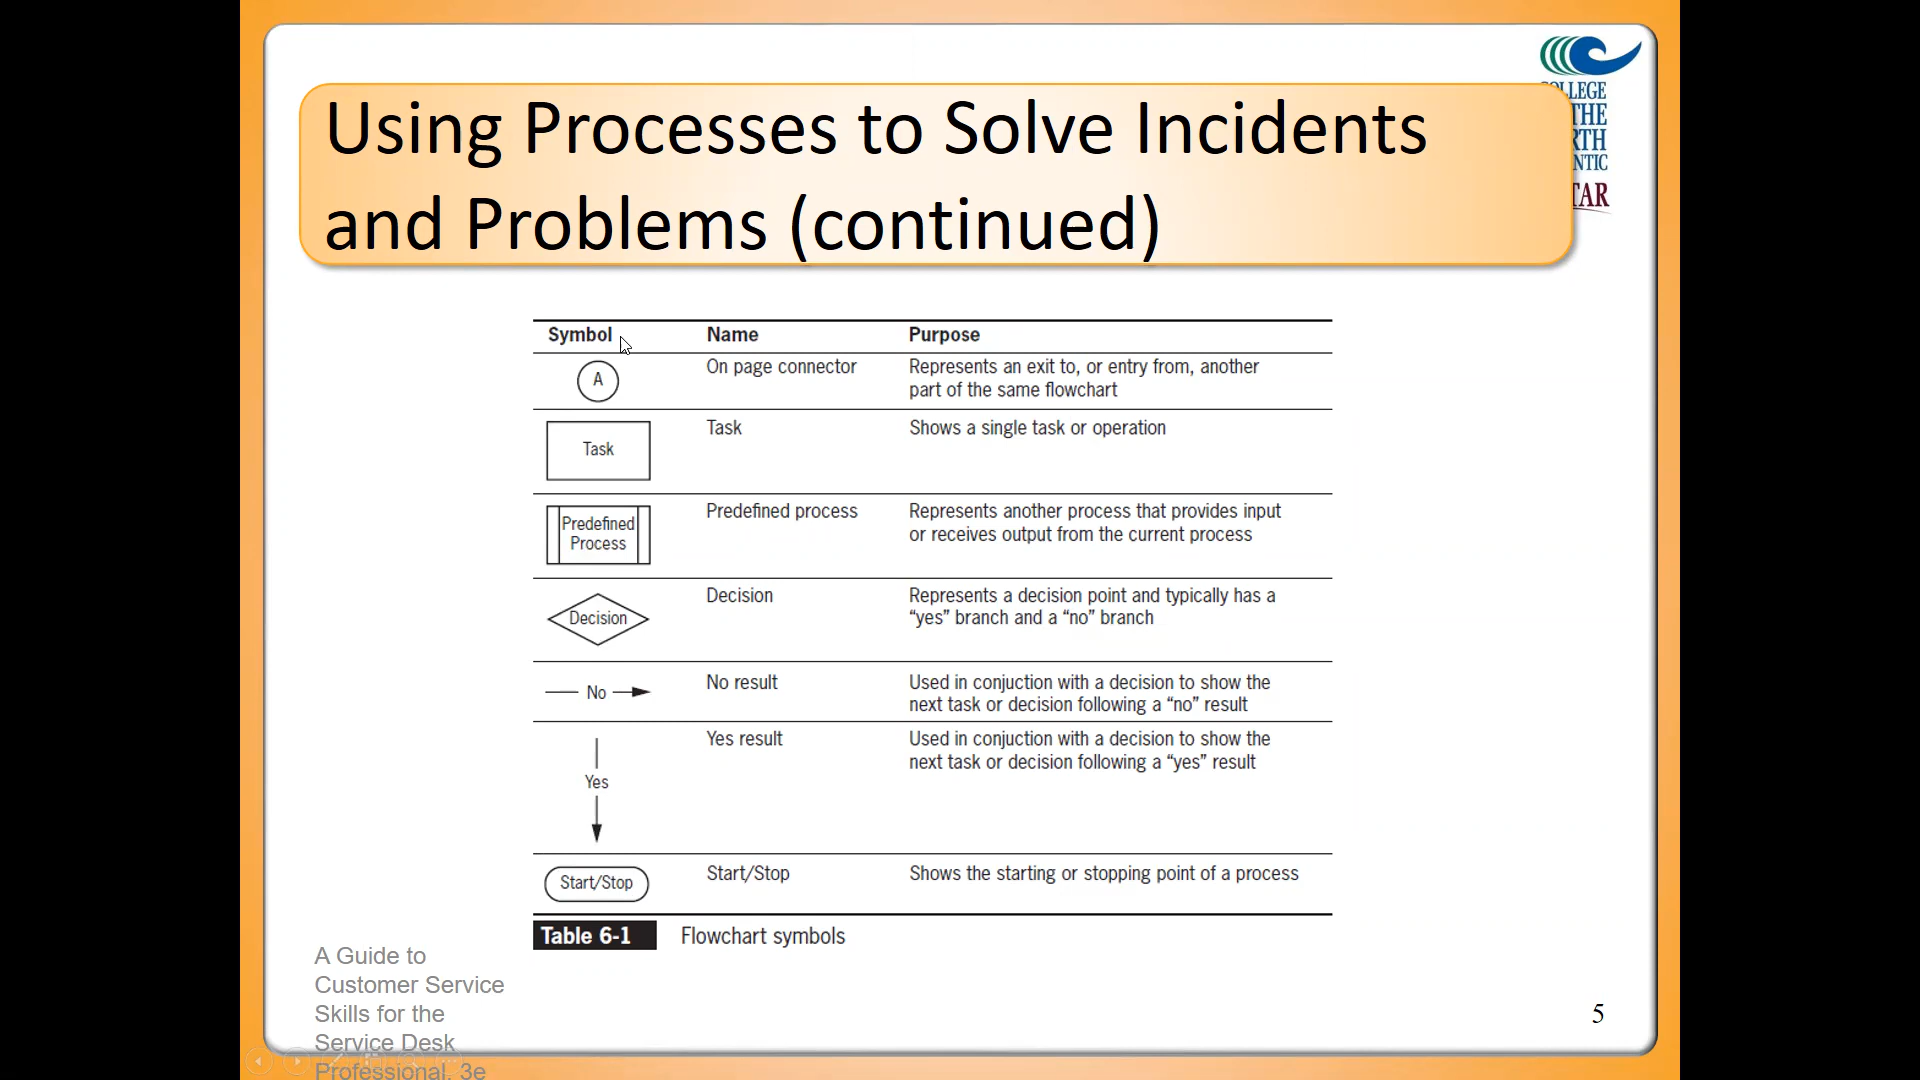 Using Processes to Solve Incidents
and Problems (continued)
LLEGE
THE
RTH
NTIC
TAR
Symbol Name Purpose
A On page connector Represents an exit to, or entry from, another
part of the same flowchart
Task Task Shows a single task or operation
Predefined
Process Predefined process Represents another process that provides input
or receives output from the current process
Decision Decision Represents a decision point and typically has a
“yes” branch and a “no” branch
No No result Used in conjuction with a decision to show the
next task or decision following a “no” result
Yes Yes result Used in conjuction with a decision to show the
next task or decision following a “yes” result
Start/Stop Start/Stop Shows the starting or stopping point of a process
Table 6-1 Flowchart symbols
A Guide to
Customer Service
Skills for the
Service Desk
Professional, 3e
5